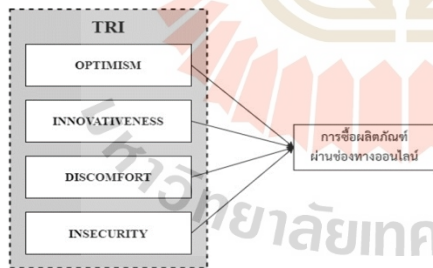 TRI
OPTIMISM
INNOVATIVENESS
DISCOMFORT
INSECURITY
การซื้อผลิตภัณฑ์
ผ่านช่องทางออนไลน์